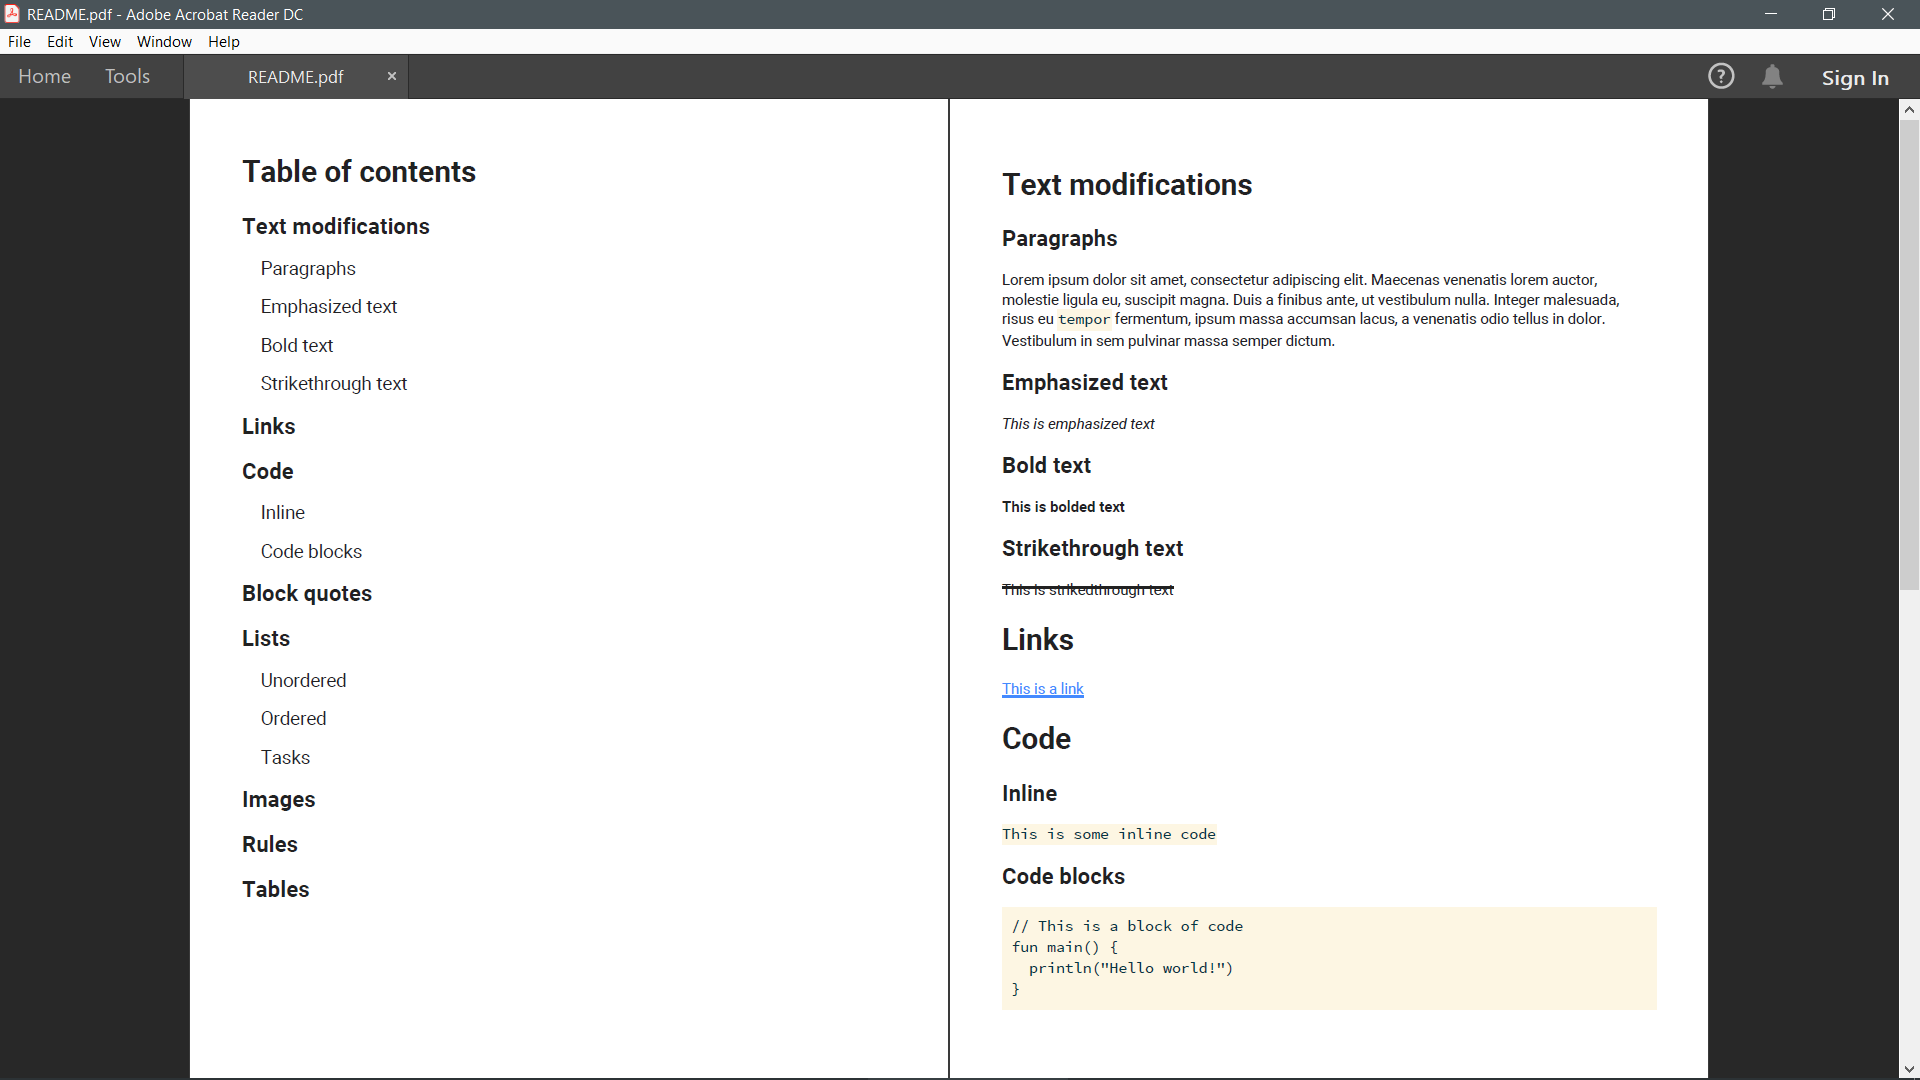 README.pdf - Adobe Acrobat Reader DC
File Edit View Window Help
Home Tools README.pdf × ? Sign In
Table of contents
Text modifications
Paragraphs
Emphasized text
Bold text
Strikethrough text
Links
Code
Inline
Code blocks
Block quotes
Lists
Unordered
Ordered
Tasks
Images
Rules
Tables
Text modifications
Paragraphs
Lorem ipsum dolor sit amet, consectetur adipiscing elit. Maecenas venenatis lorem auctor,
molestie ligula eu, suscipit magna. Duis a finibus ante, ut vestibulum nulla. Integer malesuada,
risus eu tempor fermentum, ipsum massa accumsan lacus, a venenatis odio tellus in dolor.
Vestibulum in sem pulvinar massa semper dictum.
Emphasized text
This is emphasized text
Bold text
This is bolded text
Strikethrough text
This is strikedthrough text
Links
This is a link
Code
Inline
This is some inline code
Code blocks
// This is a block of code
fun main() {
  println("Hello world!")
}